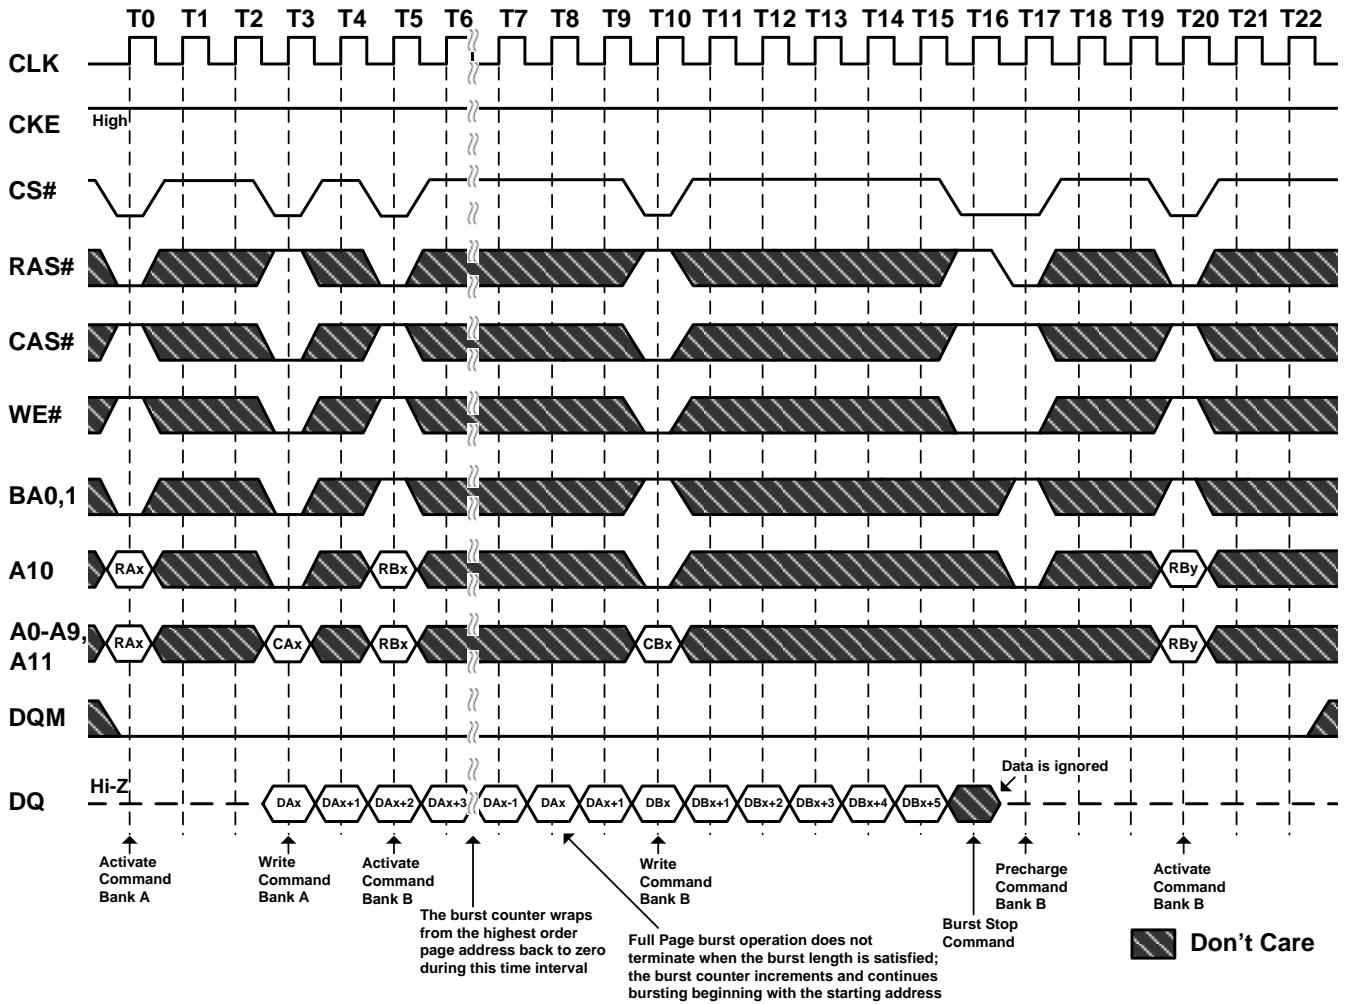 T0 T1 T2 T3 T4 T5 T6 T7 T8 T9 T10 T11 T12 T13 T14 T15 T16 T17 T18 T19 T20 T21 T22
CLK
CKE High
CS#
RAS#
CAS#
WE#
BA0,1
A10 RAx RBx RBy
A0-A9,
A11
RAx CAx RBx CBx RBy
DQM
Data is ignored
DQ Hi-Z DAx DAx+1 DAx+2 DAx+3 DAx-1 DAx DAx+1 DBx DBx+1 DBx+2 DBx+3 DBx+4 DBx+5
Activate
Command
Bank A
Write
Command
Bank A
Activate
Command
Bank B
The burst counter wraps
from the highest order
page address back to zero
during this time interval
Full Page burst operation does not
terminate when the burst length is satisfied;
the burst counter increments and continues
bursting beginning with the starting address
Write
Command
Bank B
Burst Stop
Command
Precharge
Command
Bank B
Activate
Command
Bank B
Don't Care